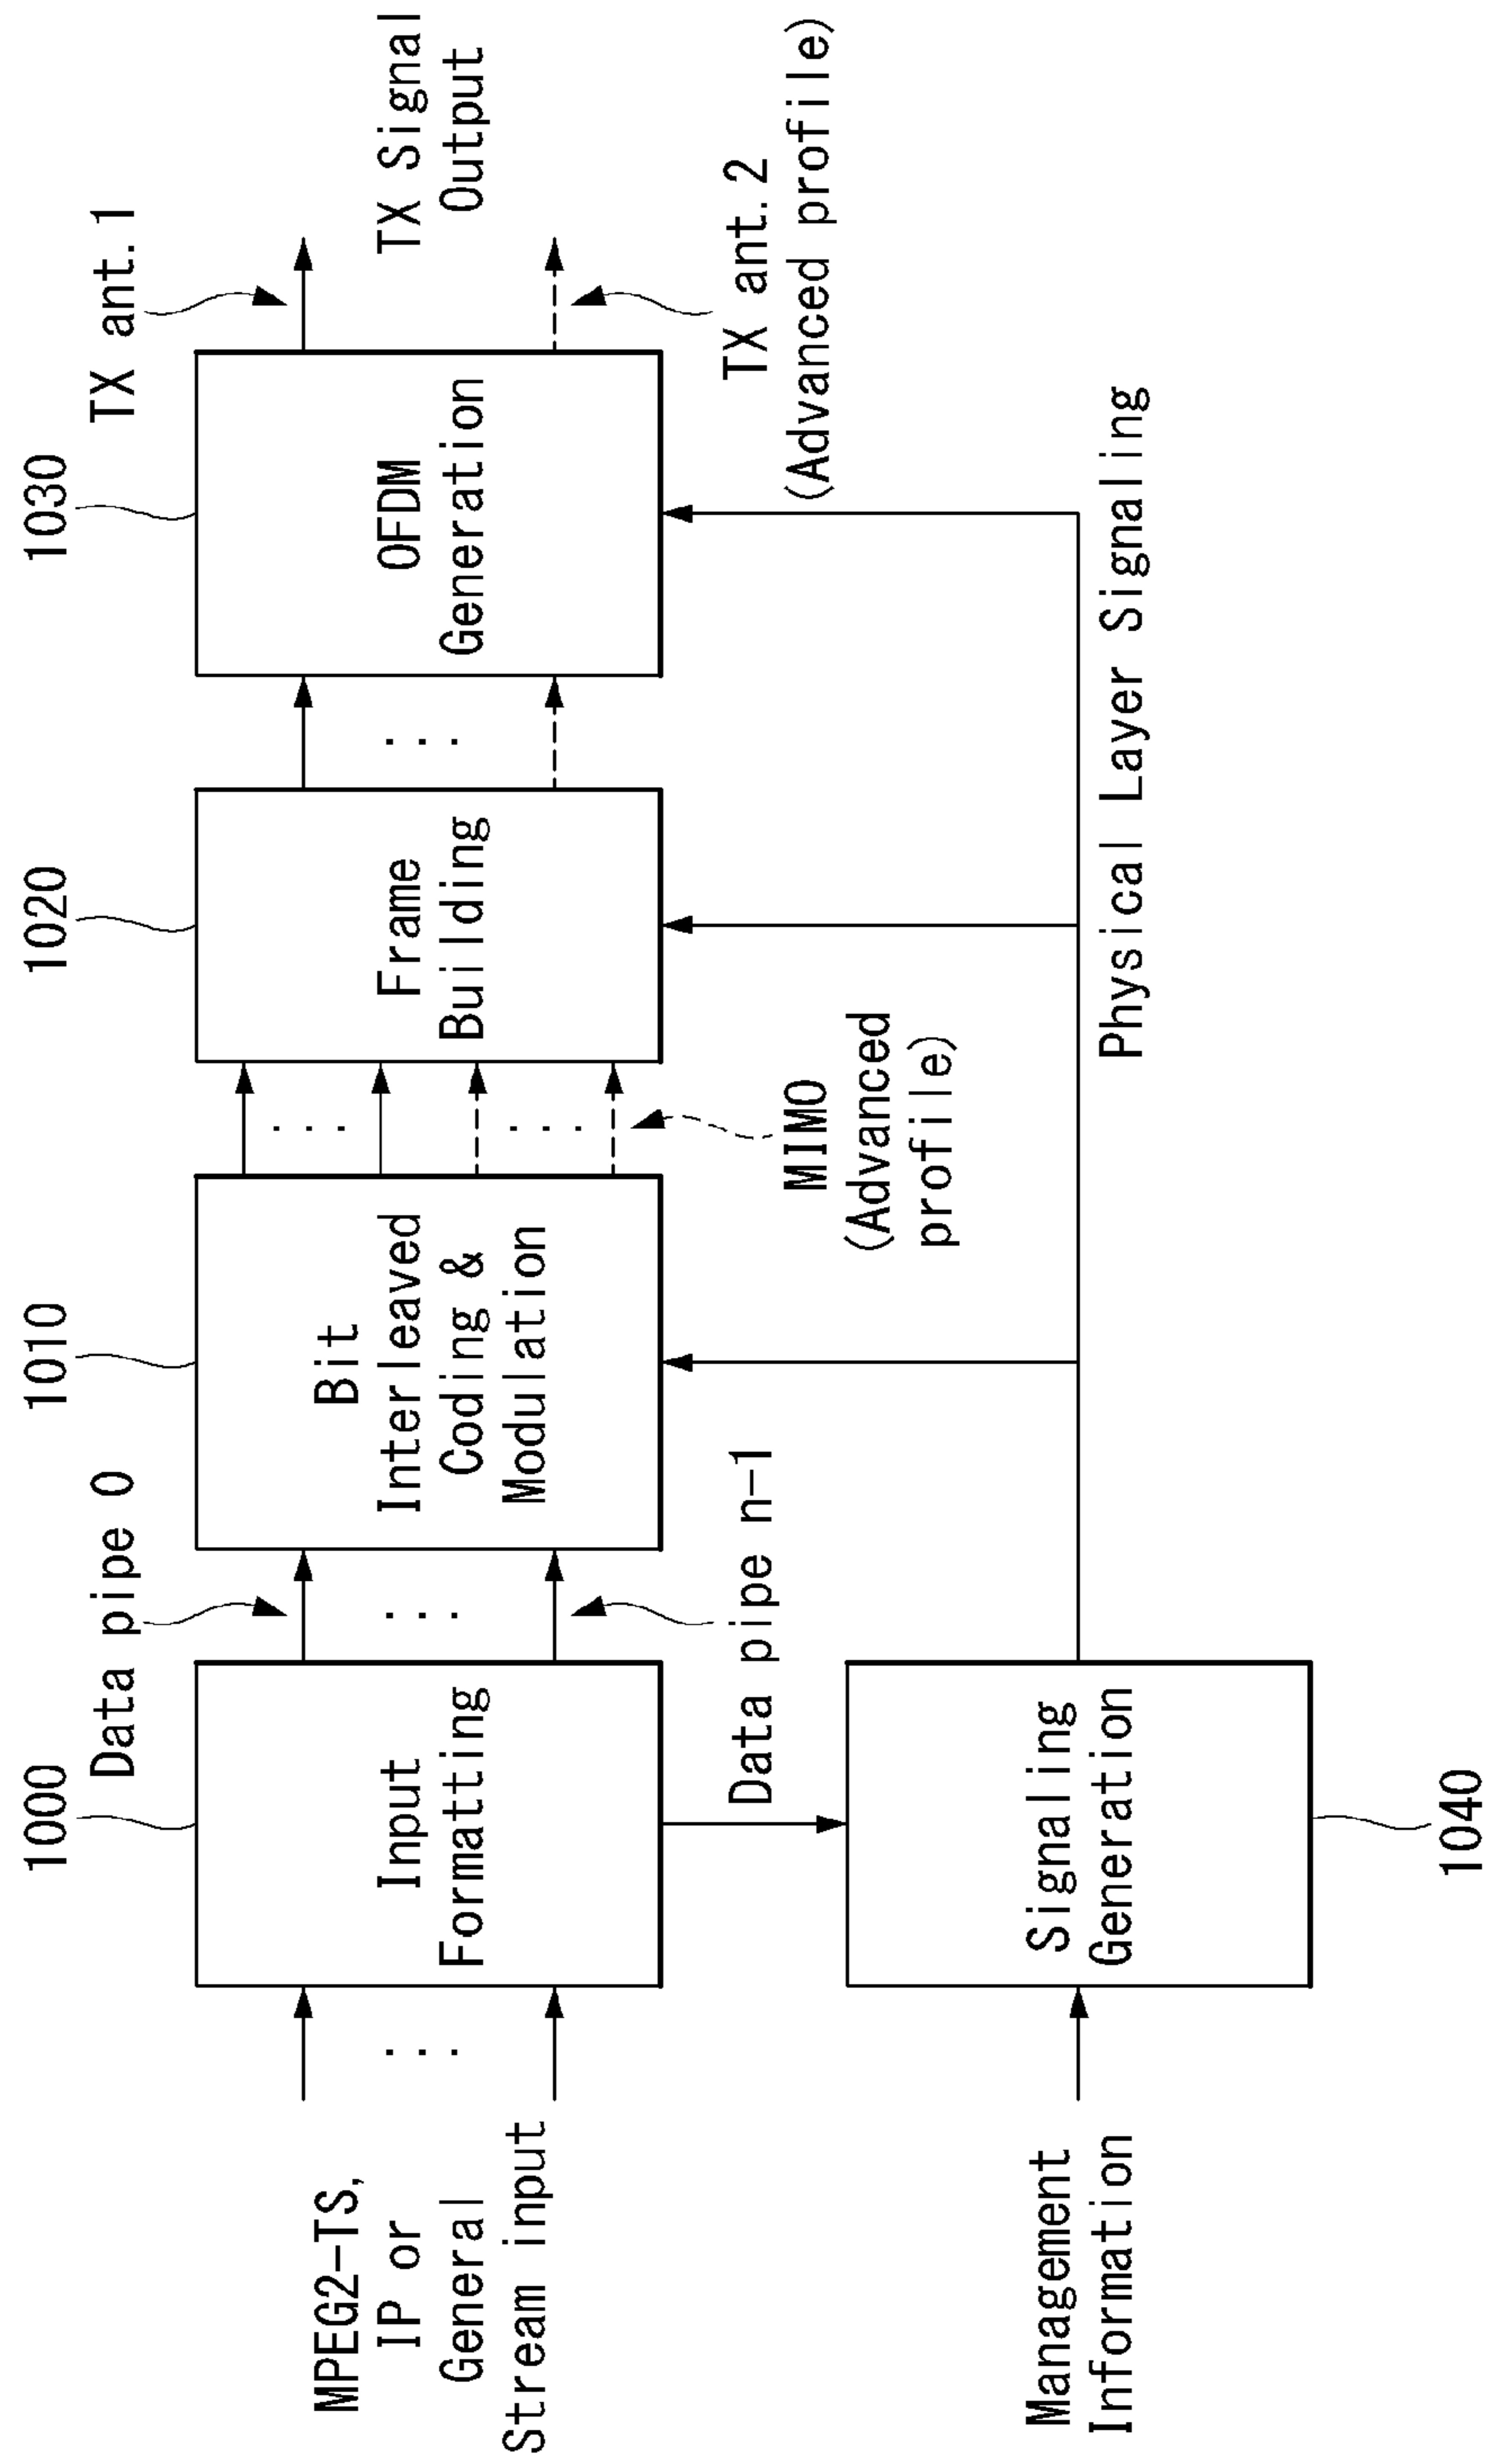 1000
1010
1020
1030
Data pipe 0
TX ant.1
MPEG2-TS,
IP or
General
Stream input
Input
Formatting
Bit
Interleaved
Coding &
Modulation
Frame
Building
OFDM
Generation
TX Signal
Output
Data pipe n-1
MIMO
(Advanced
profile)
TX ant.2
(Advanced profile)
Management
Information
Signaling
Generation
Physical Layer Signaling
1040